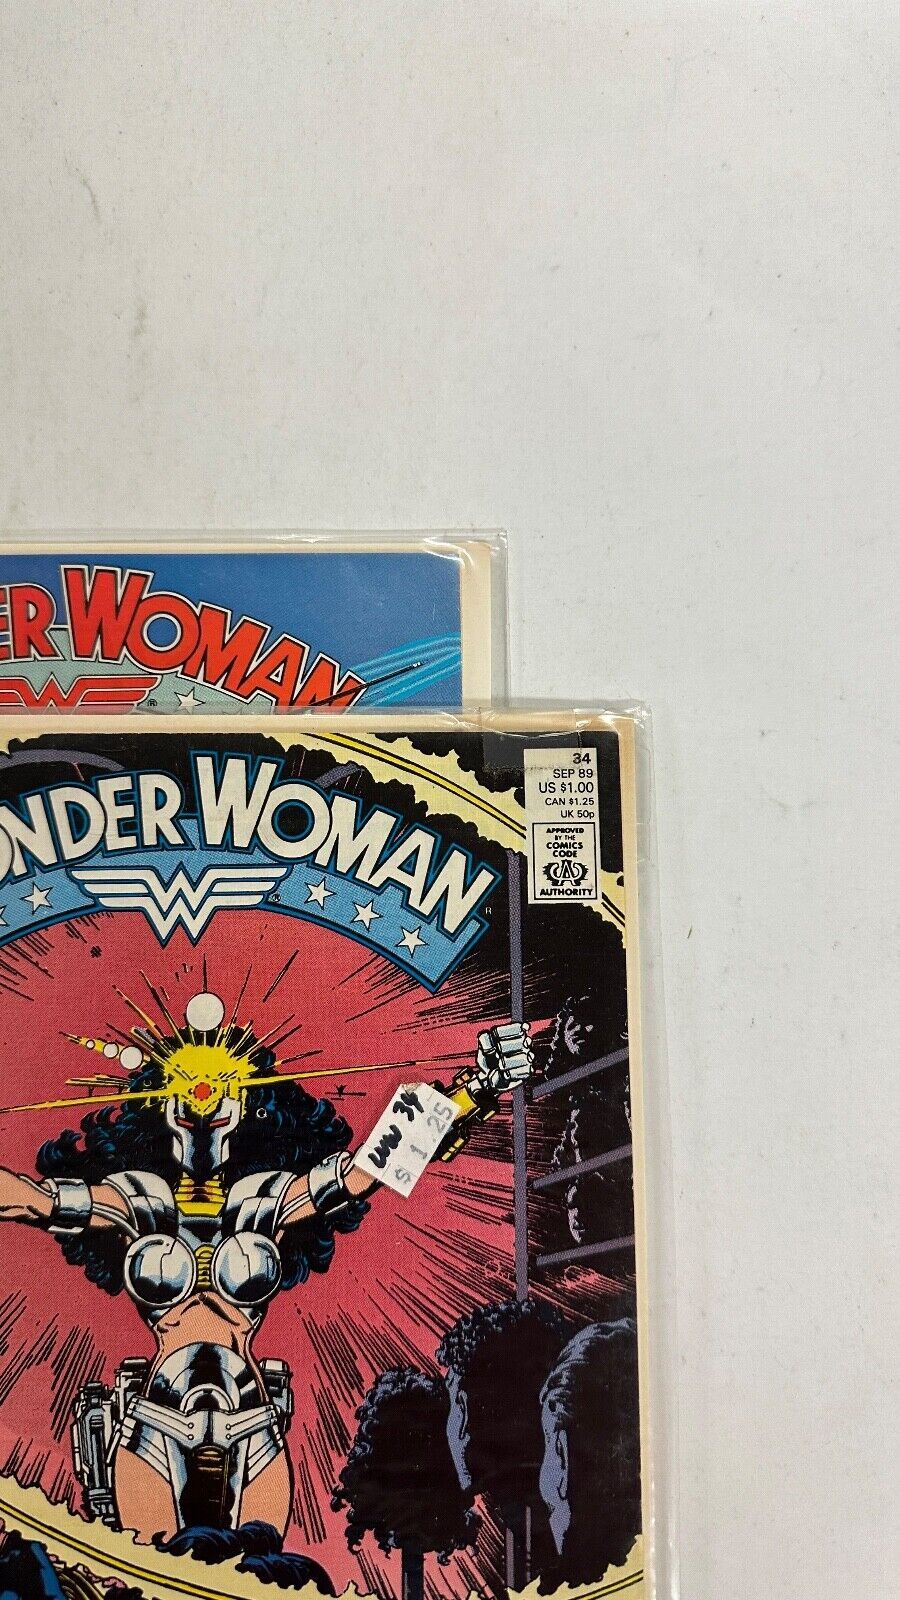 ER WOMAN
W
®
34
SEP 89
US $1.00
CAN $1.25
UK 50p
APPROVED
BY THE
COMICS
CODE
AUTHORITY
ONDER WOMAN
W
®
WW 34
$ 1.25